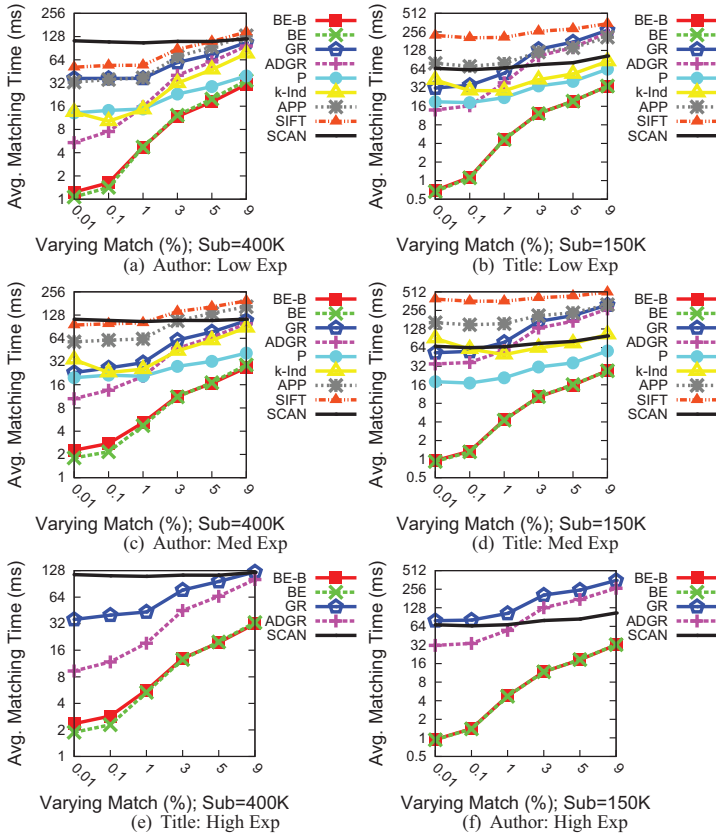 Avg. Matching Time (ms)
256
128
64
32
16
8
4
2
1
0.01
0.1
1
3
5
9
BE-B
BE
GR
ADGR
P
k-Ind
APP
SIFT
SCAN
Varying Match (%); Sub=400K
(a) Author: Low Exp
Avg. Matching Time (ms)
512
256
128
64
32
16
8
4
2
1
0.5
0.01
0.1
1
3
5
9
BE-B
BE
GR
ADGR
P
k-Ind
APP
SIFT
SCAN
Varying Match (%); Sub=150K
(b) Title: Low Exp
Avg. Matching Time (ms)
256
128
64
32
16
8
4
2
1
0.01
0.1
1
3
5
9
BE-B
BE
GR
ADGR
P
k-Ind
APP
SIFT
SCAN
Varying Match (%); Sub=400K
(c) Author: Med Exp
Avg. Matching Time (ms)
512
256
128
64
32
16
8
4
2
1
0.5
0.01
0.1
1
3
5
9
BE-B
BE
GR
ADGR
P
k-Ind
APP
SIFT
SCAN
Varying Match (%); Sub=150K
(d) Title: Med Exp
Avg. Matching Time (ms)
128
64
32
16
8
4
2
1
0.01
0.1
1
3
5
9
BE-B
BE
GR
ADGR
SCAN
Varying Match (%); Sub=400K
(e) Title: High Exp
Avg. Matching Time (ms)
512
256
128
64
32
16
8
4
2
1
0.5
0.01
0.1
1
3
5
9
BE-B
BE
GR
ADGR
SCAN
Varying Match (%); Sub=150K
(f) Author: High Exp